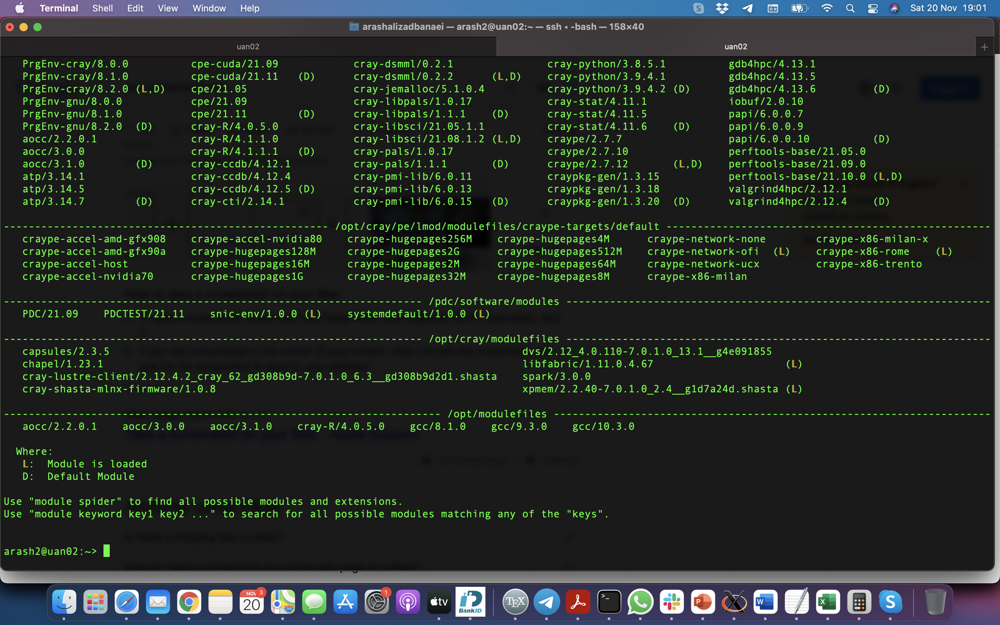 Terminal Shell Edit View Window Help Sat 20 Nov 19:01
arashalizadbanaei — arash2@uan02:~ — ssh ◂ -bash — 158×40
uan02 uan02
PrgEnv-cray/8.0.0 cpe-cuda/21.09 cray-dsmml/0.2.1 cray-python/3.8.5.1 gdb4hpc/4.13.1
PrgEnv-cray/8.1.0 cpe-cuda/21.11 (D) cray-dsmml/0.2.2 (L,D) cray-python/3.9.4.1 gdb4hpc/4.13.5
PrgEnv-cray/8.2.0 (L,D) cpe/21.05 cray-jemalloc/5.1.0.4 cray-python/3.9.4.2 (D) gdb4hpc/4.13.6 (D)
PrgEnv-gnu/8.0.0 cpe/21.09 cray-libpals/1.0.17 cray-stat/4.11.1 iobuf/2.0.10
PrgEnv-gnu/8.1.0 cpe/21.11 (D) cray-libpals/1.1.1 (D) cray-stat/4.11.5 papi/6.0.0.7
PrgEnv-gnu/8.2.0 (D) cray-R/4.0.5.0 cray-libsci/21.05.1.1 cray-stat/4.11.6 (D) papi/6.0.0.9
aocc/2.2.0.1 cray-R/4.1.1.0 cray-libsci/21.08.1.2 (L,D) craype/2.7.7 papi/6.0.0.10 (D)
aocc/3.0.0 cray-R/4.1.1.1 (D) cray-pals/1.0.17 craype/2.7.10 perftools-base/21.05.0
aocc/3.1.0 (D) cray-ccdb/4.12.1 cray-pals/1.1.1 (D) craype/2.7.12 (L,D) perftools-base/21.09.0
atp/3.14.1 cray-ccdb/4.12.4 cray-pmi-lib/6.0.11 craypkg-gen/1.3.15 perftools-base/21.10.0 (L,D)
atp/3.14.5 cray-ccdb/4.12.5 (D) cray-pmi-lib/6.0.13 craypkg-gen/1.3.18 valgrind4hpc/2.12.1
atp/3.14.7 (D) cray-cti/2.14.1 cray-pmi-lib/6.0.15 (D) craypkg-gen/1.3.20 (D) valgrind4hpc/2.12.4 (D)
---------------------------------------------------- /opt/cray/pe/lmod/modulefiles/craype-targets/default ----------------------------------------------------
craype-accel-amd-gfx908 craype-accel-nvidia80 craype-hugepages256M craype-hugepages4M craype-network-none craype-x86-milan-x
craype-accel-amd-gfx90a craype-hugepages128M craype-hugepages2G craype-hugepages512M craype-network-ofi (L) craype-x86-rome (L)
craype-accel-host craype-hugepages16M craype-hugepages2M craype-hugepages64M craype-network-ucx craype-x86-trento
craype-accel-nvidia70 craype-hugepages1G craype-hugepages32M craype-hugepages8M craype-x86-milan
------------------------------------------------------------------- /pdc/software/modules --------------------------------------------------------------------
PDC/21.09 PDCTEST/21.11 snic-env/1.0.0 (L) systemdefault/1.0.0 (L)
------------------------------------------------------------------- /opt/cray/modulefiles --------------------------------------------------------------------
capsules/2.3.5 dvs/2.12_4.0.110-7.0.1.0_13.1__g4e091855
chapel/1.23.1 libfabric/1.11.0.4.67 (L)
cray-lustre-client/2.12.4.2_cray_62_gd308b9d-7.0.1.0_6.3__gd308b9d2d1.shasta spark/3.0.0
cray-shasta-mlnx-firmware/1.0.8 xpmem/2.2.40-7.0.1.0_2.4__g1d7a24d.shasta (L)
---------------------------------------------------------------------- /opt/modulefiles ----------------------------------------------------------------------
aocc/2.2.0.1 aocc/3.0.0 aocc/3.1.0 cray-R/4.0.5.0 gcc/8.1.0 gcc/9.3.0 gcc/10.3.0
Where:
L: Module is loaded
D: Default Module
Use "module spider" to find all possible modules and extensions.
Use "module keyword key1 key2 ..." to search for all possible modules matching any of the "keys".
arash2@uan02:~>
NOV 3
20
280
1
tv
BankID
TEX
>_
P
W
X
S